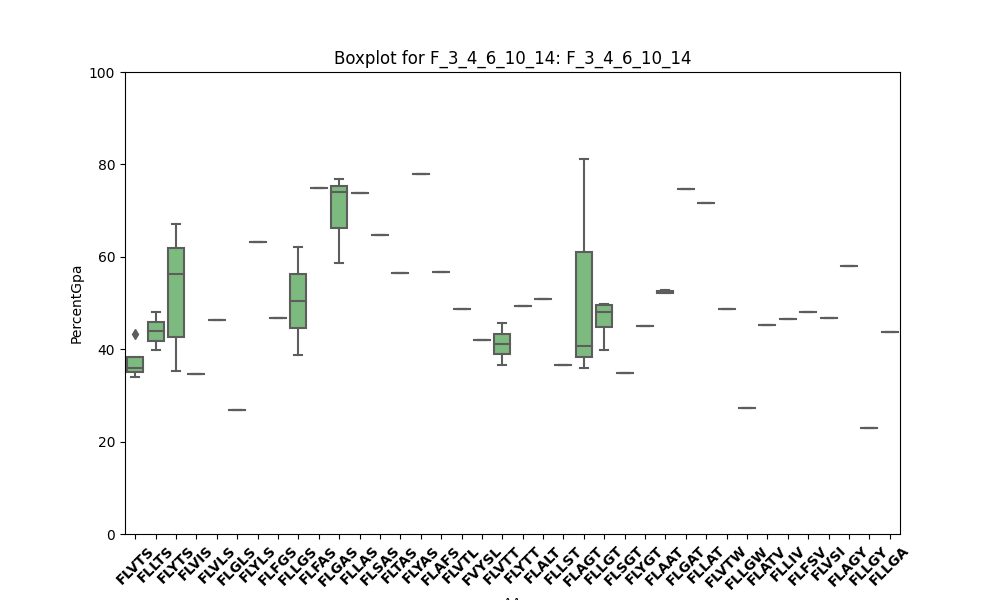 Boxplot for F_3_4_6_10_14: F_3_4_6_10_14
PercentGpa
100
80
60
40
20
0
FLVTS
FLLTS
FLYTS
FLVIS
FLVLS
FLGLS
FLYLS
FLFGS
FLLGS
FLFAS
FLGAS
FLLAS
FLSAS
FLTAS
FLYAS
FLAFS
FLVTL
FVYSL
FLVTT
FLYTT
FLALT
FLLST
FLAGT
FLLGT
FLSGT
FLYGT
FLAAT
FLGAT
FLLAT
FLVTW
FLLGW
FLATV
FLLIV
FLFSV
FLVSI
FLAGY
FLLGY
FLLGA